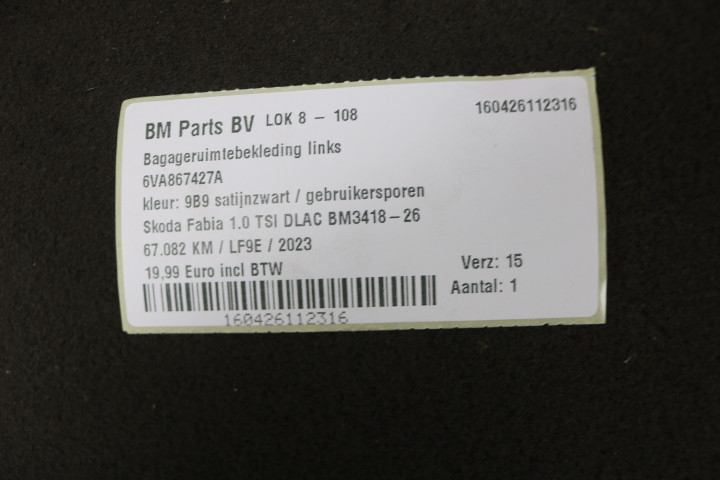 BM Parts BV LOK 8 – 108 160426112316
Bagageruimtebekleding links
6VA867427A
kleur: 9B9 satijnzwart / gebruikersporen
Skoda Fabia 1.0 TSI DLAC BM3418–26
67.082 KM / LF9E / 2023
19,99 Euro incl BTW Verz: 15
Aantal: 1
160426112316